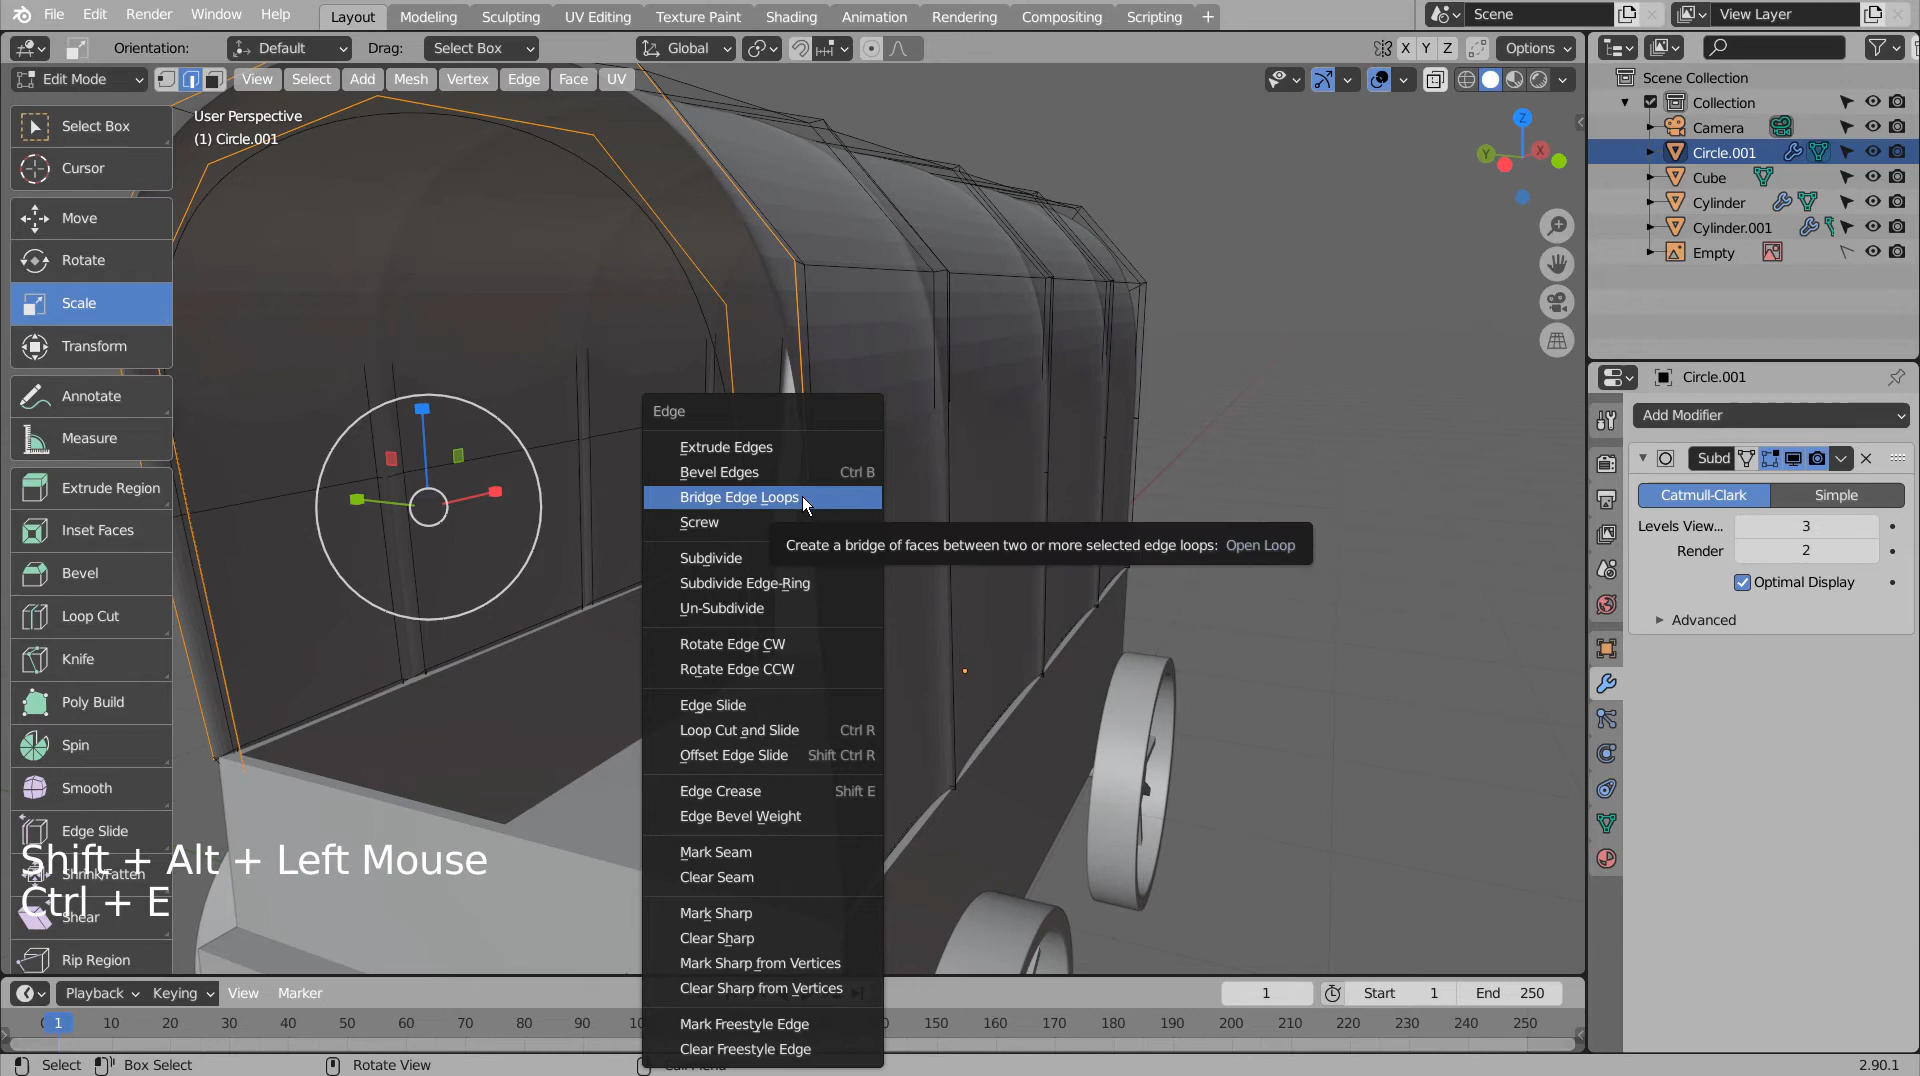 File Edit Render Window Help Layout Modeling Sculpting UV Editing Texture Paint Shading Animation Rendering Compositing Scripting + Scene View Layer
Orientation: Default Drag: Select Box Global X Y Z Options
Edit Mode View Select Add Mesh Vertex Edge Face UV
User Perspective
(1) Circle.001
Select Box
Cursor
Move
Rotate
Scale
Transform
Annotate
Measure
Extrude Region
Inset Faces
Bevel
Loop Cut
Knife
Poly Build
Spin
Smooth
Edge Slide
Shrink/Fatten
Shear
Rip Region
Shift + Alt + Left Mouse
Ctrl + E
Z
Y
X
Edge
Extrude Edges
Bevel Edges Ctrl B
Bridge Edge Loops
Screw
Create a bridge of faces between two or more selected edge loops: Open Loop
Subdivide
Subdivide Edge-Ring
Un-Subdivide
Rotate Edge CW
Rotate Edge CCW
Edge Slide
Loop Cut and Slide Ctrl R
Offset Edge Slide Shift Ctrl R
Edge Crease Shift E
Edge Bevel Weight
Mark Seam
Clear Seam
Mark Sharp
Clear Sharp
Mark Sharp from Vertices
Clear Sharp from Vertices
Mark Freestyle Edge
Clear Freestyle Edge
Scene Collection
Collection
Camera
Circle.001
Cube
Cylinder
Cylinder.001
Empty
Circle.001
Add Modifier
Subd
Catmull-Clark Simple
Levels View... 3
Render 2
Optimal Display
Advanced
Playback Keying View Marker 1 Start 1 End 250
1 10 20 30 40 50 60 70 80 90 150 160 170 180 190 200 210 220 230 240 250
Select Box Select Rotate View 2.90.1